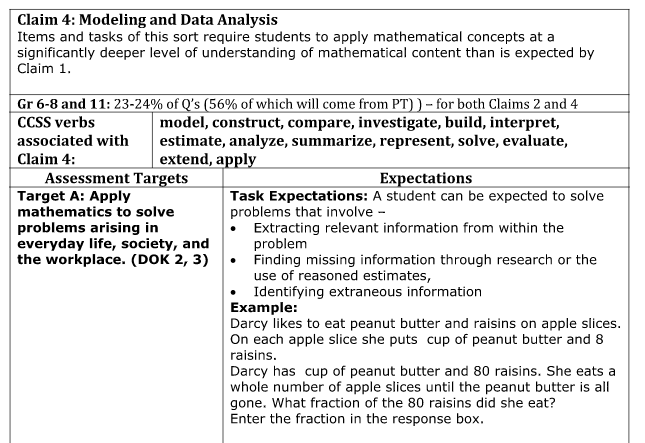 Claim 4: Modeling and Data Analysis
Items and tasks of this sort require students to apply mathematical concepts at a
significantly deeper level of understanding of mathematical content than is expected by
Claim 1.
Gr 6-8 and 11: 23-24% of Q's (56% of which will come from PT) ) – for both Claims 2 and 4
CCSS verbs
associated with
Claim 4:
model, construct, compare, investigate, build, interpret,
estimate, analyze, summarize, represent, solve, evaluate,
extend, apply
Assessment Targets
Expectations
Target A: Apply
mathematics to solve
problems arising in
everyday life, society, and
the workplace. (DOK 2, 3)
Task Expectations: A student can be expected to solve
problems that involve –
• Extracting relevant information from within the
problem
• Finding missing information through research or the
use of reasoned estimates,
• Identifying extraneous information
Example:
Darcy likes to eat peanut butter and raisins on apple slices.
On each apple slice she puts  cup of peanut butter and 8
raisins.
Darcy has  cup of peanut butter and 80 raisins. She eats a
whole number of apple slices until the peanut butter is all
gone. What fraction of the 80 raisins did she eat?
Enter the fraction in the response box.